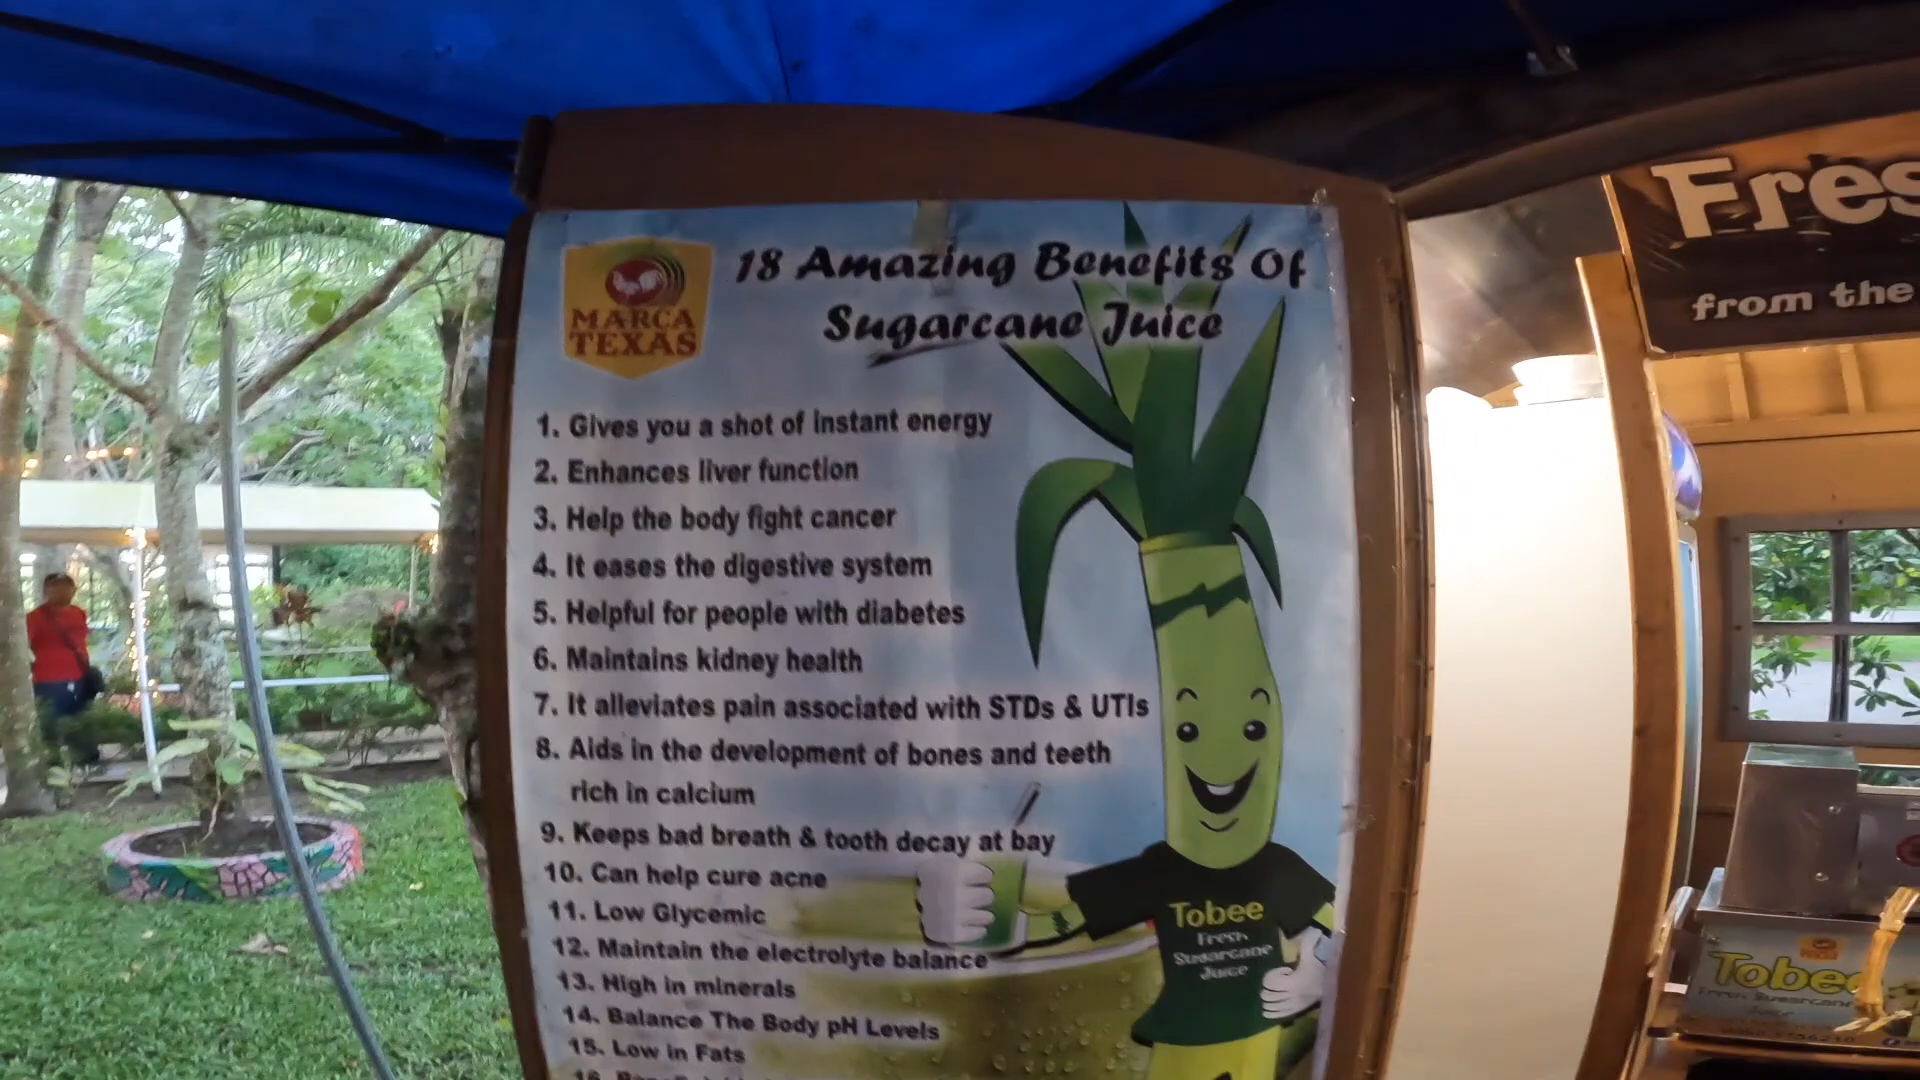 MARCA
TEXAS
18 Amazing Benefits Of
Sugarcane Juice
1. Gives you a shot of instant energy
2. Enhances liver function
3. Help the body fight cancer
4. It eases the digestive system
5. Helpful for people with diabetes
6. Maintains kidney health
7. It alleviates pain associated with STDs & UTIs
8. Aids in the development of bones and teeth
rich in calcium
9. Keeps bad breath & tooth decay at bay
10. Can help cure acne
11. Low Glycemic
12. Maintain the electrolyte balance
13. High in minerals
14. Balance The Body pH Levels
15. Low in Fats
16.
Tobee
Fresh
Sugarcane
Juice
Fres
from the
Tobee
Fresh Sugarcane
Juice